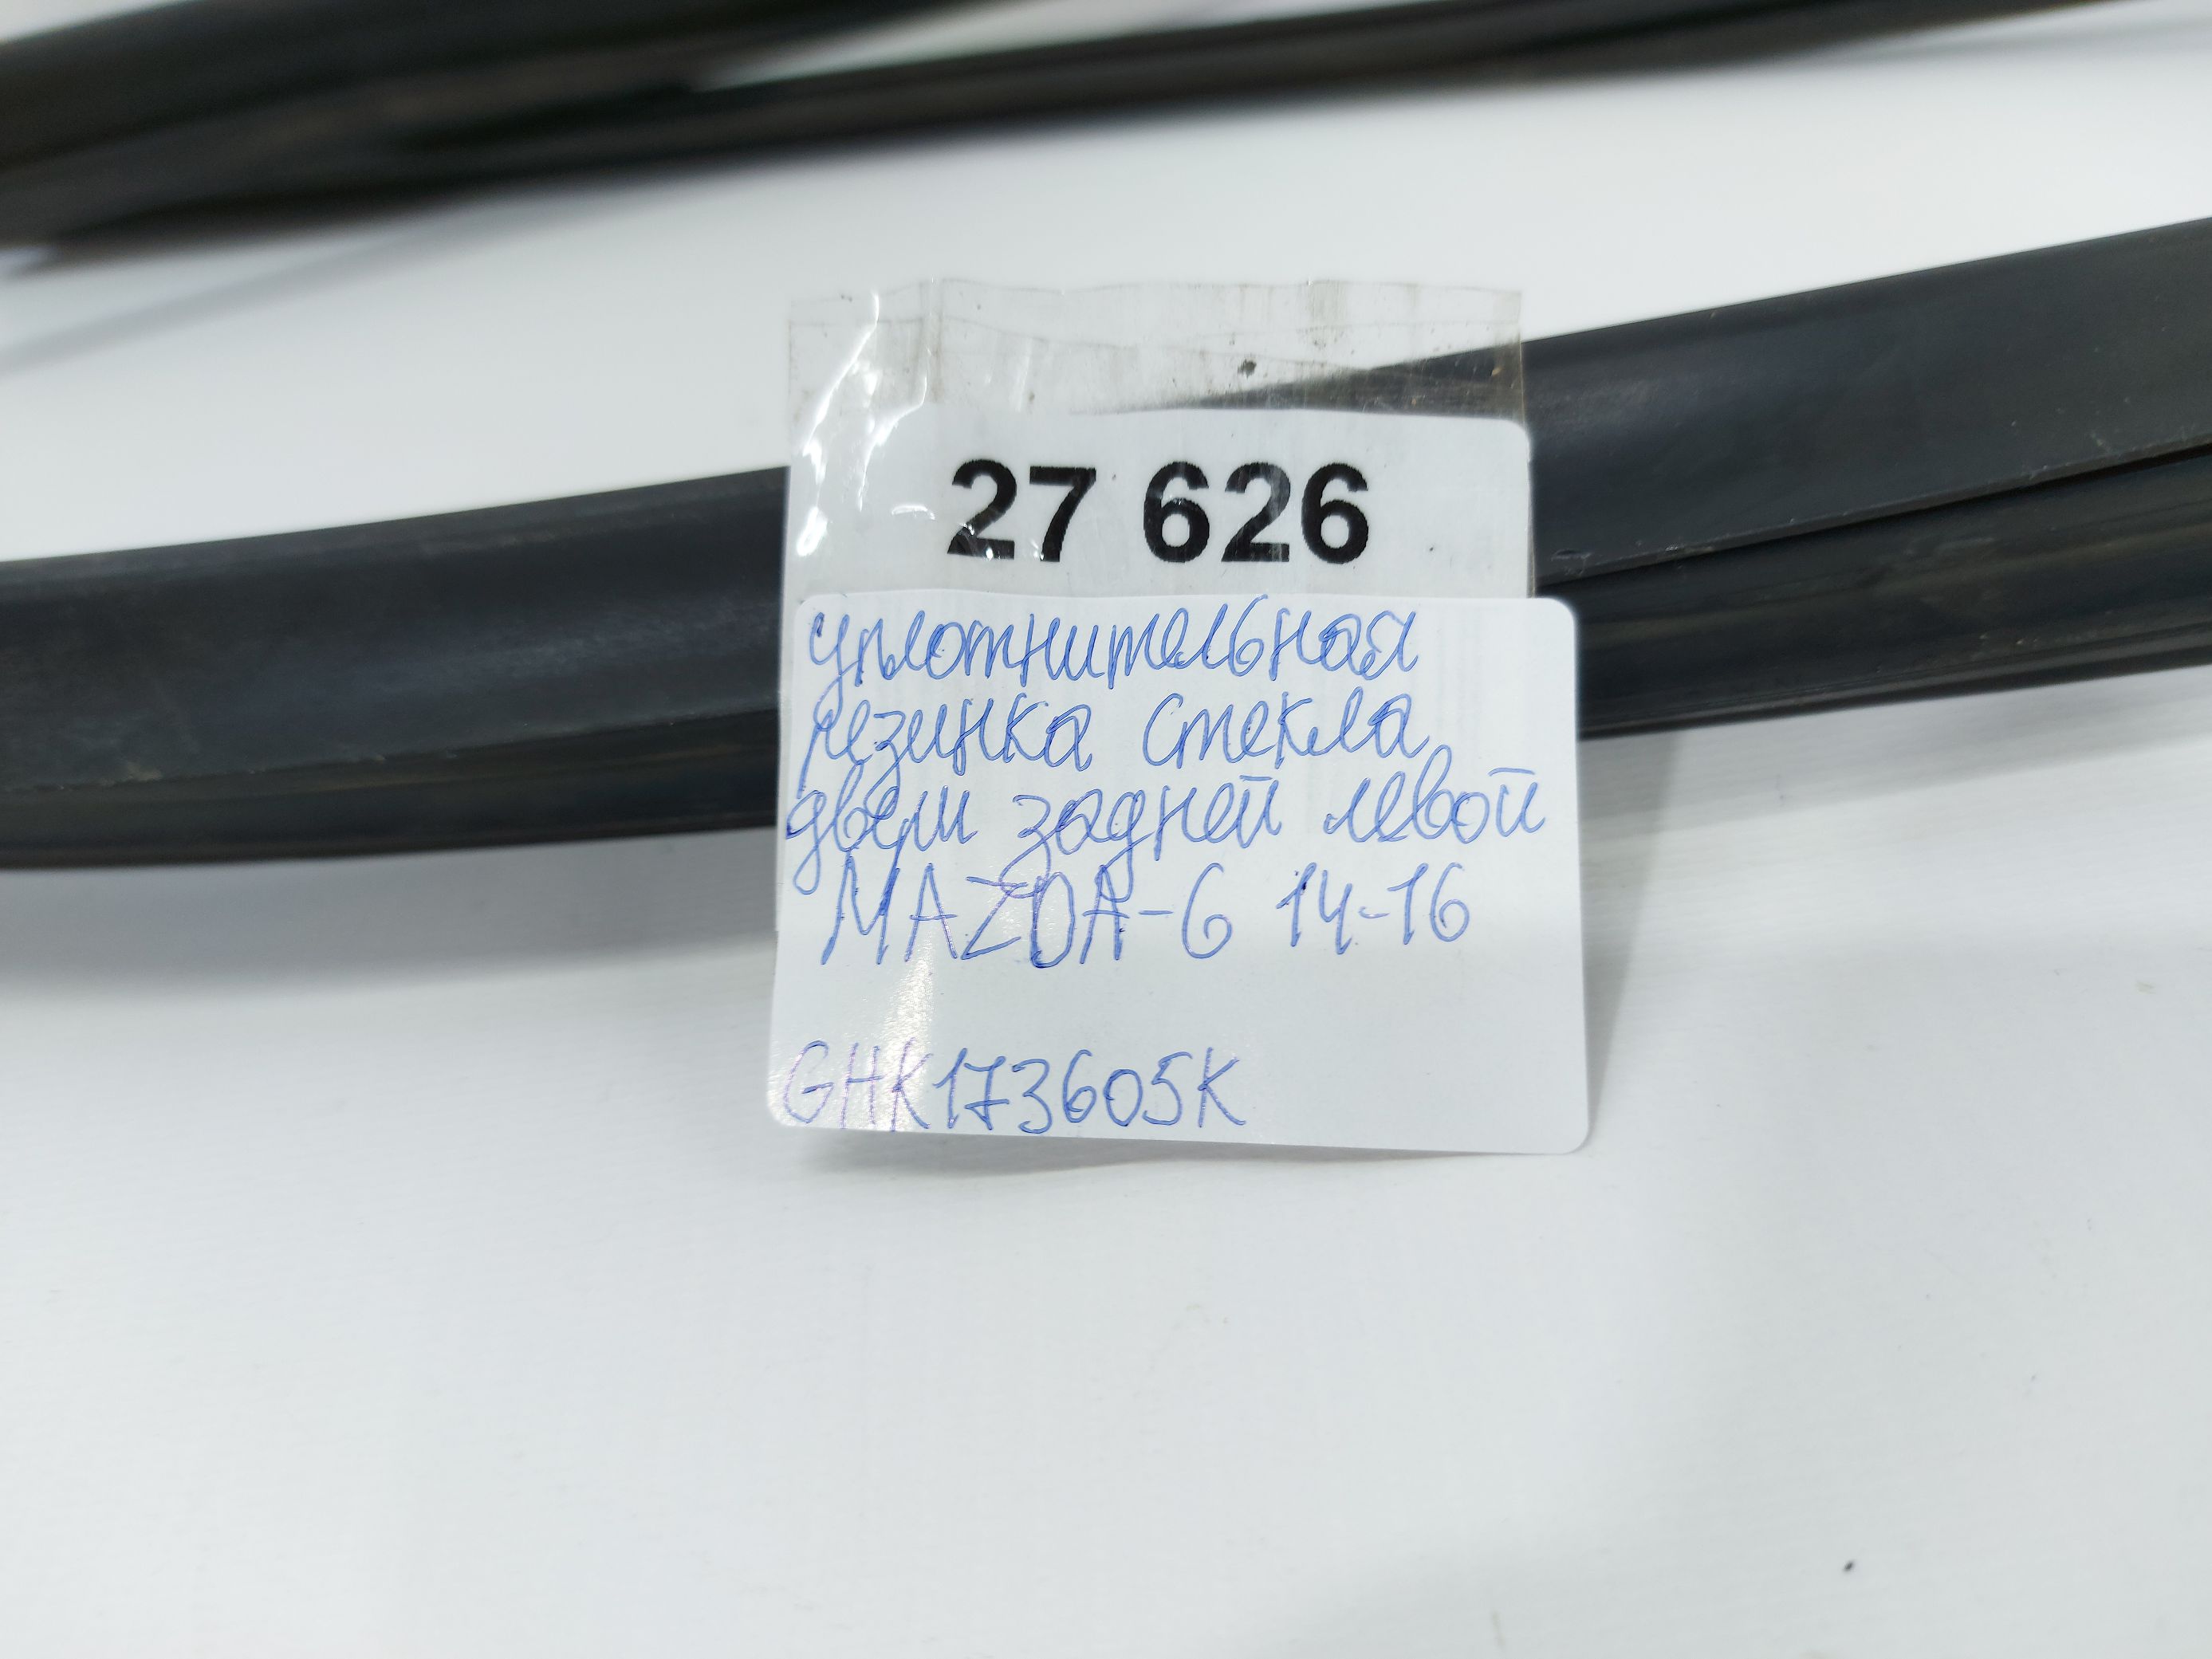 27 626
уплотнительная
резинка стекла
двери задней левой
MAZDA-6 14-16
GHK173605K